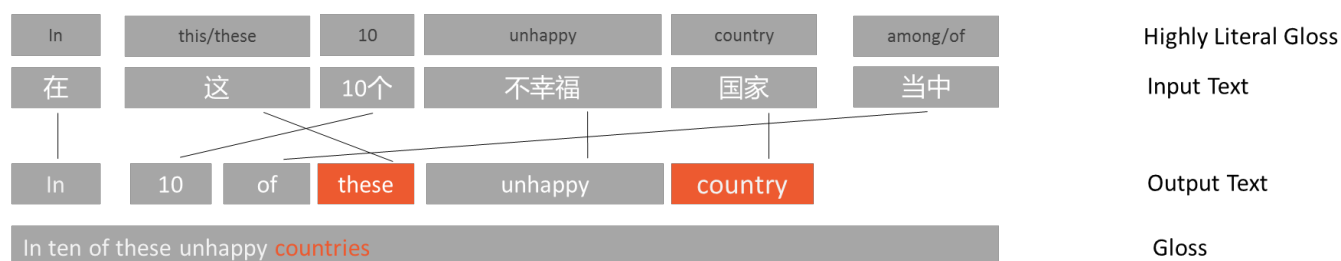 In this/these 10 unhappy country among/of Highly Literal Gloss
在 这 10个 不幸福 国家 当中 Input Text
In 10 of these unhappy country Output Text
In ten of these unhappy countries Gloss